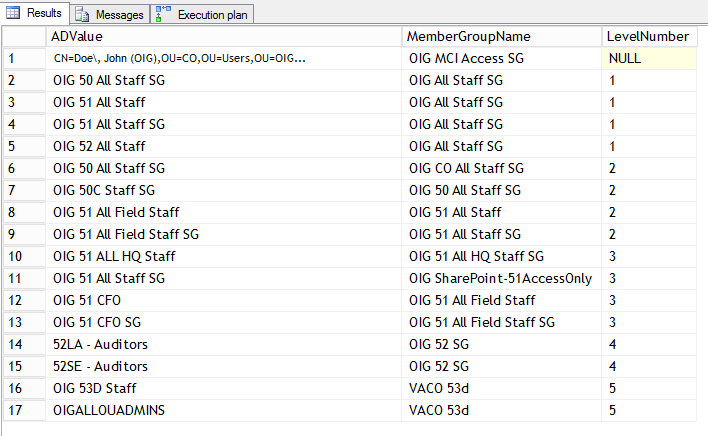 Results Messages Execution plan
ADValue MemberGroupName LevelNumber
1 CN=Doe\, John (OIG),OU=CO,OU=Users,OU=OIG... OIG MCI Access SG NULL
2 OIG 50 All Staff SG OIG All Staff SG 1
3 OIG 51 All Staff OIG All Staff SG 1
4 OIG 51 All Staff SG OIG All Staff SG 1
5 OIG 52 All Staff OIG All Staff SG 1
6 OIG 50 All Staff SG OIG CO All Staff SG 2
7 OIG 50C Staff SG OIG 50 All Staff SG 2
8 OIG 51 All Field Staff OIG 51 All Staff 2
9 OIG 51 All Field Staff SG OIG 51 All Staff SG 2
10 OIG 51 ALL HQ Staff OIG 51 All HQ Staff SG 3
11 OIG 51 All Staff SG OIG SharePoint-51AccessOnly 3
12 OIG 51 CFO OIG 51 All Field Staff 3
13 OIG 51 CFO SG OIG 51 All Field Staff SG 3
14 52LA - Auditors OIG 52 SG 4
15 52SE - Auditors OIG 52 SG 4
16 OIG 53D Staff VACO 53d 5
17 OIGALLOUADMINS VACO 53d 5